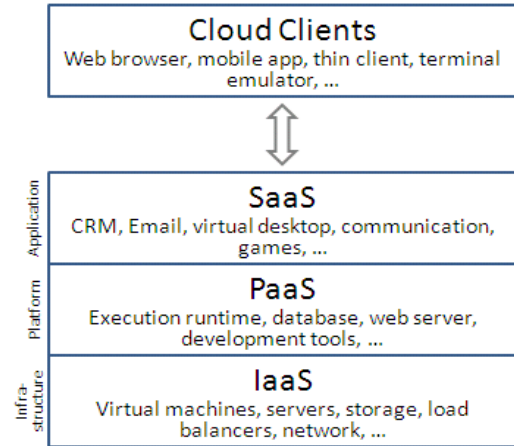 Cloud Clients
Web browser, mobile app, thin client, terminal
emulator, ...
Application
SaaS
CRM, Email, virtual desktop, communication,
games, ...
Platform
PaaS
Execution runtime, database, web server,
development tools, ...
Infra-
structure
IaaS
Virtual machines, servers, storage, load
balancers, network, ...